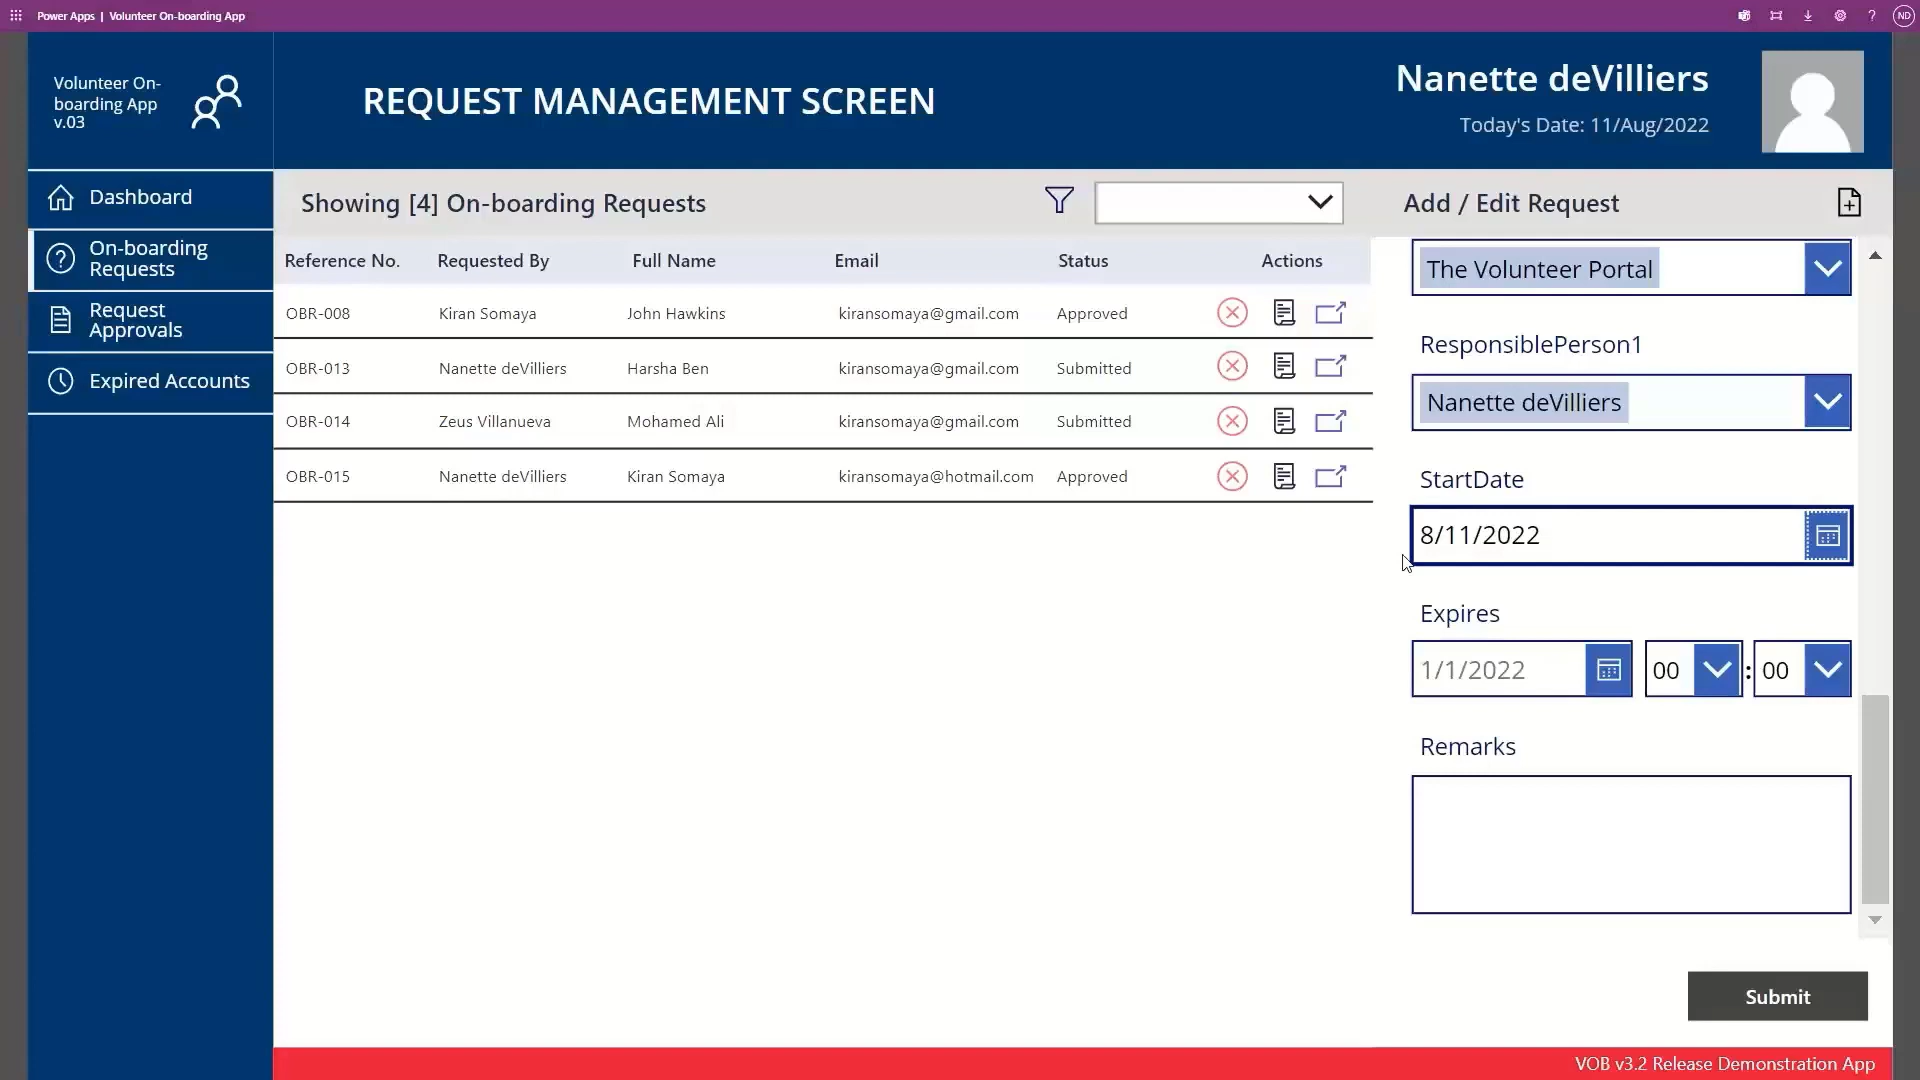 Power Apps | Volunteer On-boarding App
? ND
Volunteer On-
boarding App
v.03
REQUEST MANAGEMENT SCREEN
Nanette deVilliers
Today's Date: 11/Aug/2022
Dashboard
? On-boarding
Requests
Request
Approvals
Expired Accounts
Showing [4] On-boarding Requests
Reference No. Requested By Full Name Email Status Actions
OBR-008 Kiran Somaya John Hawkins kiransomaya@gmail.com Approved
OBR-013 Nanette deVilliers Harsha Ben kiransomaya@gmail.com Submitted
OBR-014 Zeus Villanueva Mohamed Ali kiransomaya@gmail.com Submitted
OBR-015 Nanette deVilliers Kiran Somaya kiransomaya@hotmail.com Approved
Add / Edit Request
The Volunteer Portal
ResponsiblePerson1
Nanette deVilliers
StartDate
8/11/2022
Expires
1/1/2022 00 : 00
Remarks
Submit
VOB v3.2 Release Demonstration App